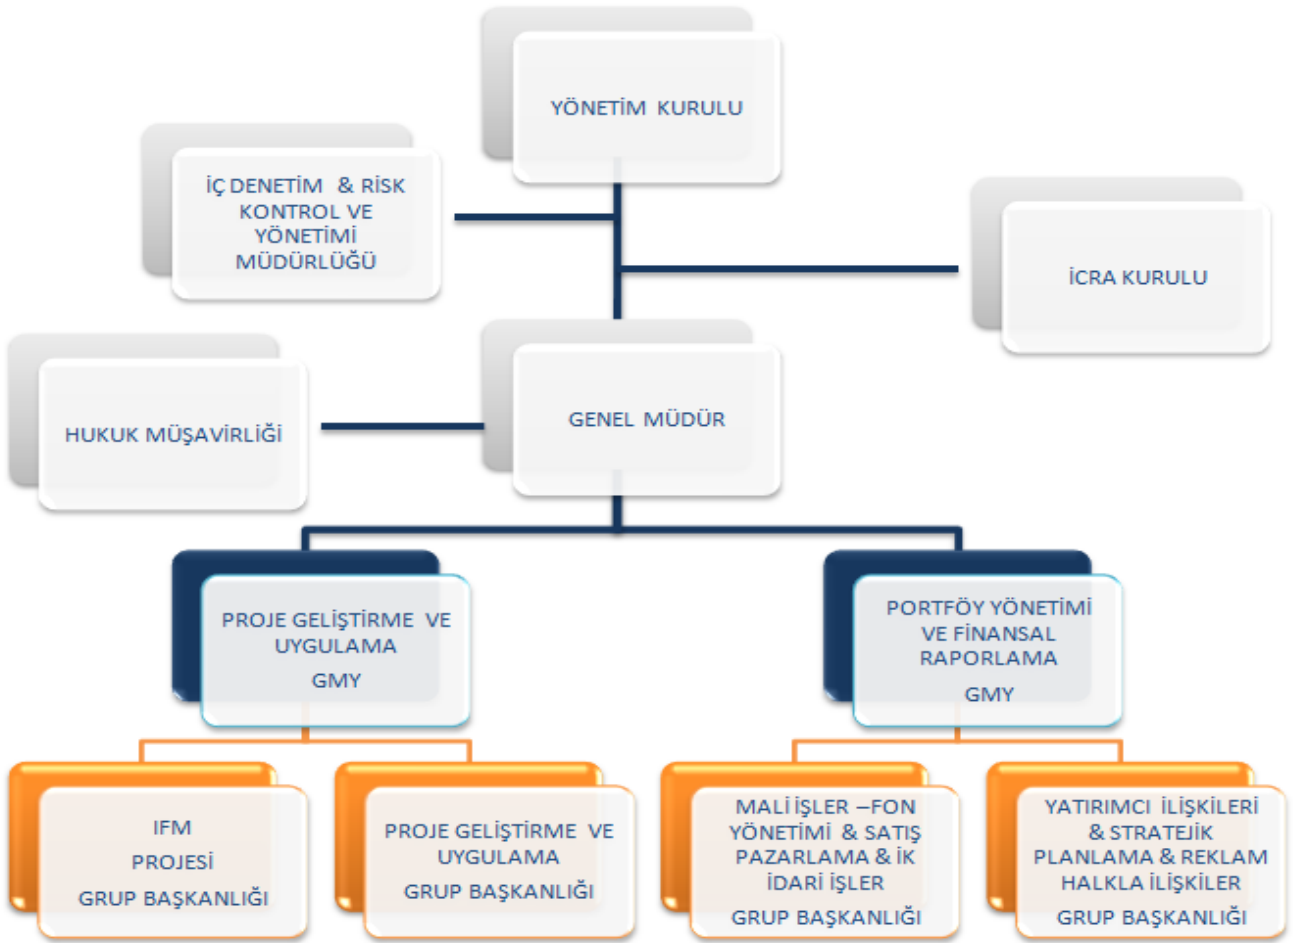 YÖNETİM KURULU
İÇ DENETİM & RİSK
KONTROL VE
YÖNETİMİ
MÜDÜRLÜĞÜ
İCRA KURULU
HUKUK MÜŞAVİRLİĞİ
GENEL MÜDÜR
PROJE GELİŞTİRME VE
UYGULAMA
GMY
PORTFÖY YÖNETİMİ
VE FİNANSAL
RAPORLAMA
GMY
IFM
PROJESİ
GRUP BAŞKANLIĞI
PROJE GELİŞTİRME VE
UYGULAMA
GRUP BAŞKANLIĞI
MALİ İŞLER –FON
YÖNETİMİ & SATIŞ
PAZARLAMA & İK
İDARİ İŞLER
GRUP BAŞKANLIĞI
YATIRIMCI İLİŞKİLERİ
& STRATEJİK
PLANLAMA & REKLAM
HALKLA İLİŞKİLER
GRUP BAŞKANLIĞI